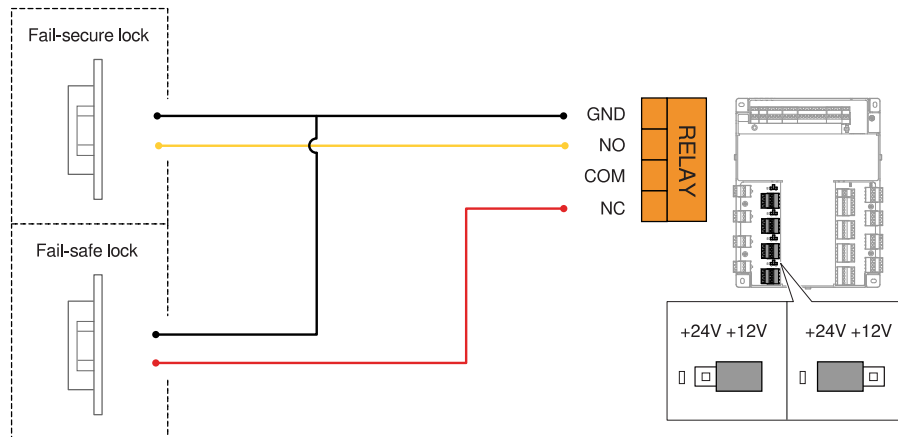 Fail-secure lock
GND
NO
COM
NC
RELAY
Fail-safe lock
+24V +12V
+24V +12V